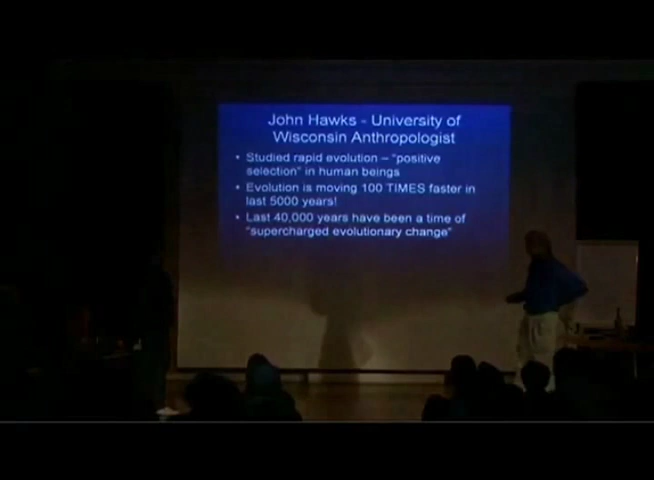 John Hawks - University of
Wisconsin Anthropologist
• Studied rapid evolution – "positive
selection" in human beings
• Evolution is moving 100 TIMES faster in
last 5000 years!
• Last 40,000 years have been a time of
"supercharged evolutionary change"